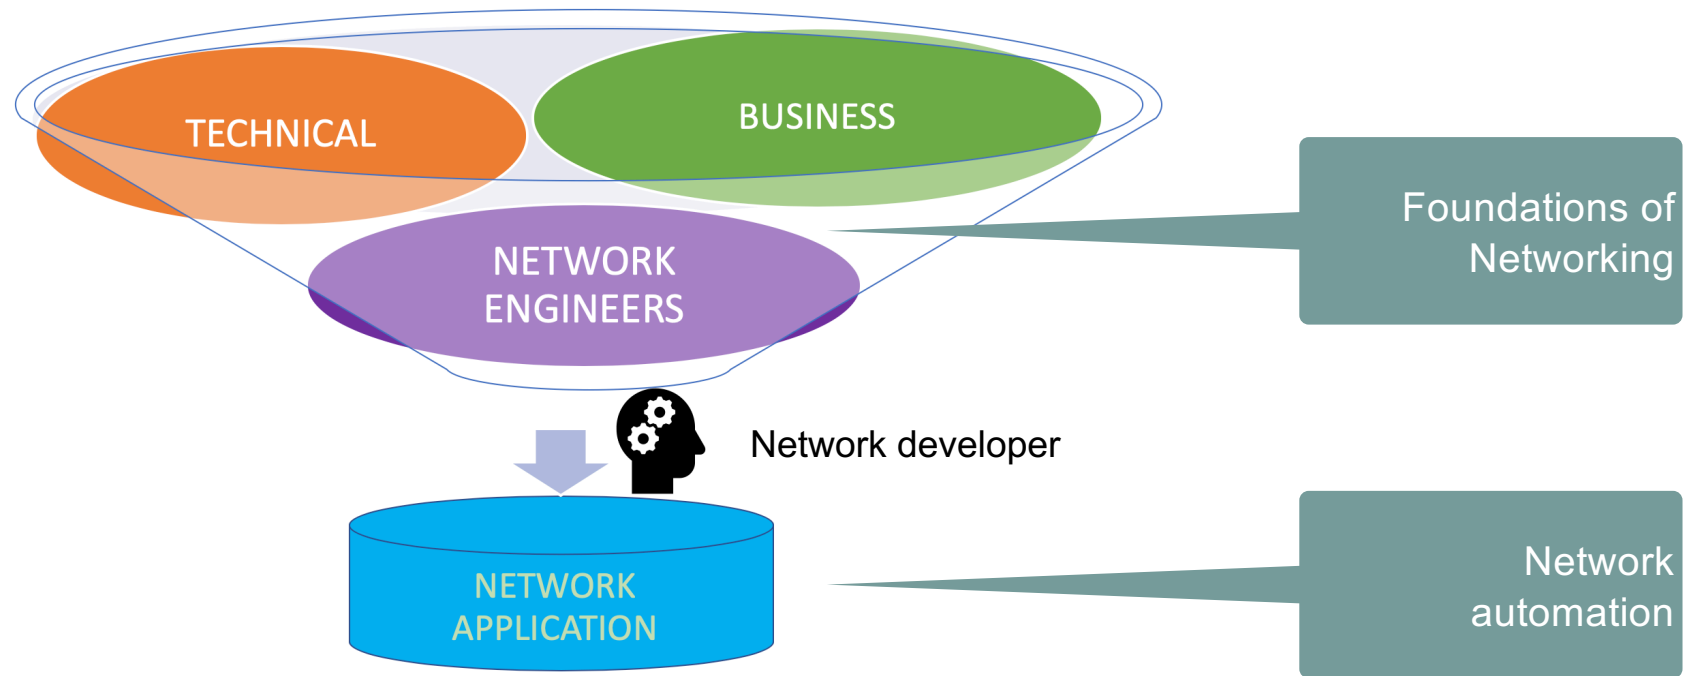 TECHNICAL
BUSINESS
NETWORK
ENGINEERS
Foundations of
Networking
Network developer
NETWORK
APPLICATION
Network
automation